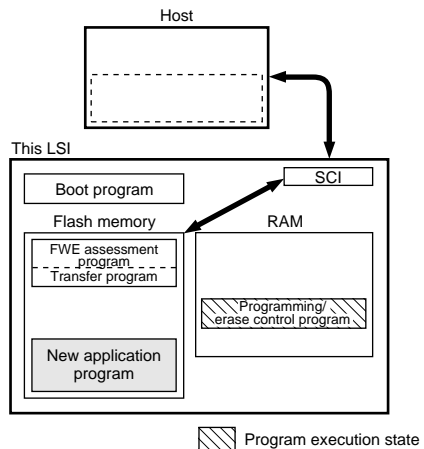 Host
This LSI
SCI
Boot program
Flash memory
RAM
FWE assessment
program
Transfer program
Programming/
erase control program
New application
program
Program execution state